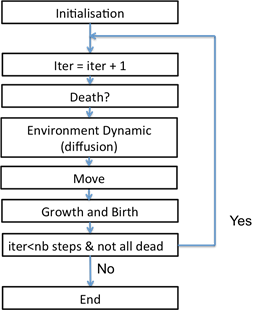 Initialisation
Iter = iter + 1
Death?
Environment Dynamic
(diffusion)
Move
Growth and Birth
Yes
iter<nb steps & not all dead
No
End